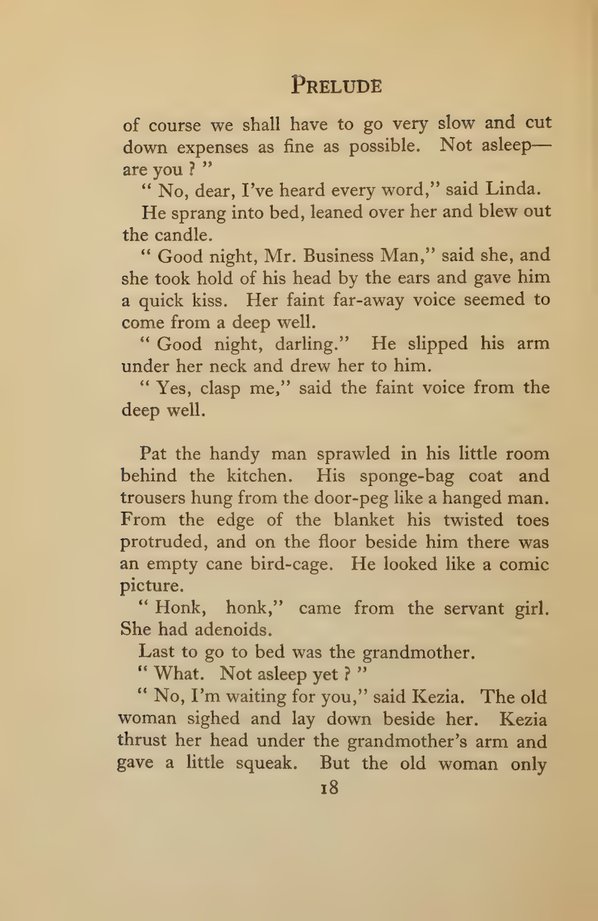 PRELUDE
of course we shall have to go very slow and cut
down expenses as fine as possible. Not asleep—
are you ? ”
“ No, dear, I've heard every word,” said Linda.
He sprang into bed, leaned over her and blew out
the candle.
“ Good night, Mr. Business Man,” said she, and
she took hold of his head by the ears and gave him
a quick kiss. Her faint far-away voice seemed to
come from a deep well.
“ Good night, darling.” He slipped his arm
under her neck and drew her to him.
“ Yes, clasp me,” said the faint voice from the
deep well.
Pat the handy man sprawled in his little room
behind the kitchen. His sponge-bag coat and
trousers hung from the door-peg like a hanged man.
From the edge of the blanket his twisted toes
protruded, and on the floor beside him there was
an empty cane bird-cage. He looked like a comic
picture.
“ Honk, honk,” came from the servant girl.
She had adenoids.
Last to go to bed was the grandmother.
“ What. Not asleep yet ? ”
“ No, I'm waiting for you,” said Kezia. The old
woman sighed and lay down beside her. Kezia
thrust her head under the grandmother's arm and
gave a little squeak. But the old woman only
18